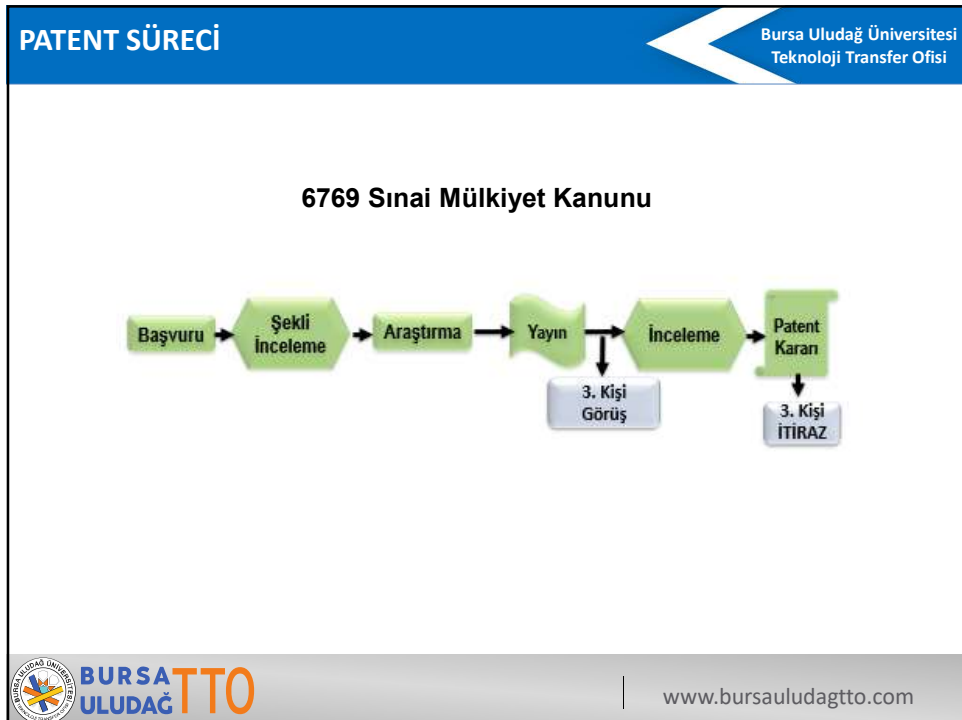 PATENT SÜRECİ
Bursa Uludağ Üniversitesi
Teknoloji Transfer Ofisi
6769 Sınai Mülkiyet Kanunu
Başvuru
Şekli
İnceleme
Araştırma
Yayın
İnceleme
Patent
Kararı
3. Kişi
Görüş
3. Kişi
İTİRAZ
BURSA
ULUDAĞ
TTO
www.bursauludagtto.com